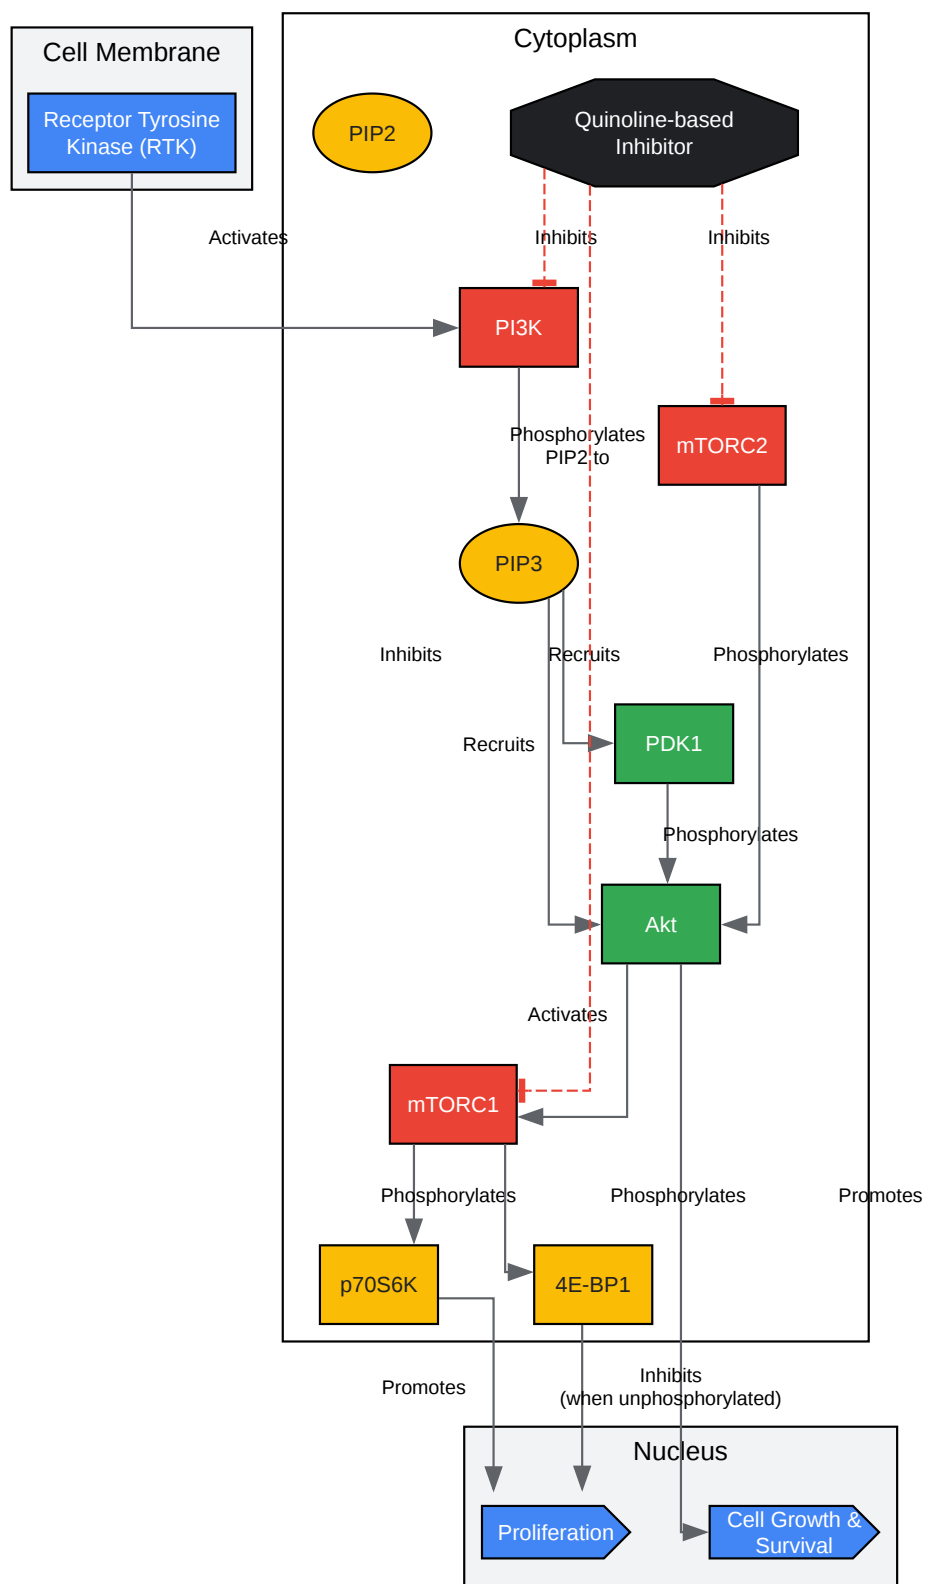 Cell Membrane
Cytoplasm
Receptor Tyrosine
Kinase (RTK)
PIP2
Quinoline-based
Inhibitor
Activates
Inhibits
Inhibits
PI3K
Phosphorylates
PIP2 to
mTORC2
PIP3
Inhibits
Recruits
Phosphorylates
Recruits
PDK1
Phosphorylates
Akt
Activates
mTORC1
Phosphorylates
Phosphorylates
Promotes
p70S6K
4E-BP1
Promotes
Inhibits
(when unphosphorylated)
Nucleus
Proliferation
Cell Growth &
Survival